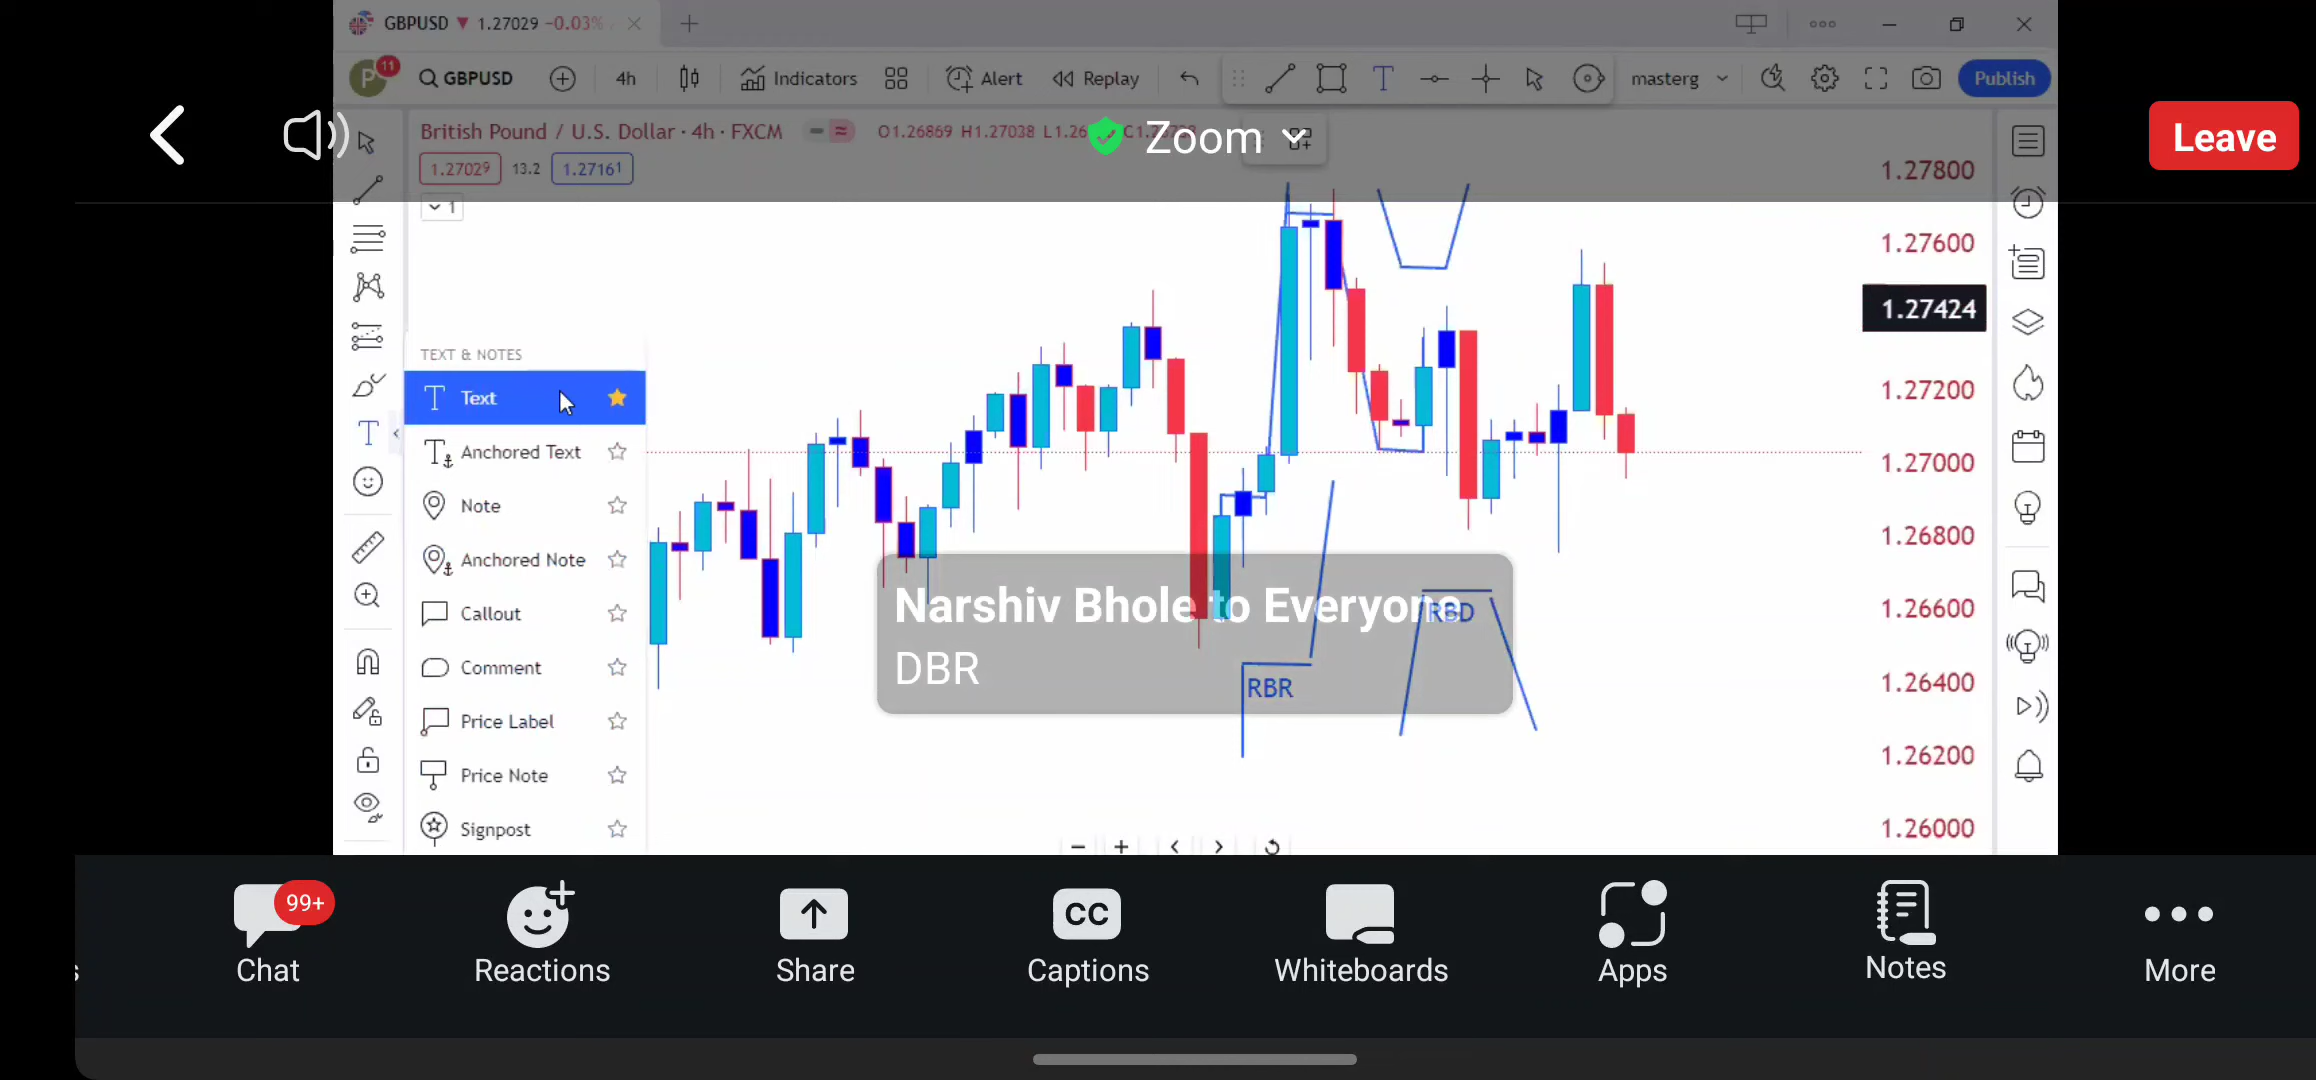 GBPUSD 1.27029 -0.03%
P 11 GBPUSD 4h Indicators Alert Replay T masterg Publish
British Pound / U.S. Dollar · 4h · FXCM O1.26869 H1.27038
Zoom
Leave
1.27029 13.2 1.27161
1
1.27800
1.27600
1.27424
1.27200
1.27000
1.26800
1.26600
1.26400
1.26200
1.26000
TEXT & NOTES
Text
Anchored Text
Note
Anchored Note
Callout
Comment
Price Label
Price Note
Signpost
Narshiv Bhole to Everyone
DBR
RBD
RBR
99+
CC
s Chat Reactions Share Captions Whiteboards Apps Notes More